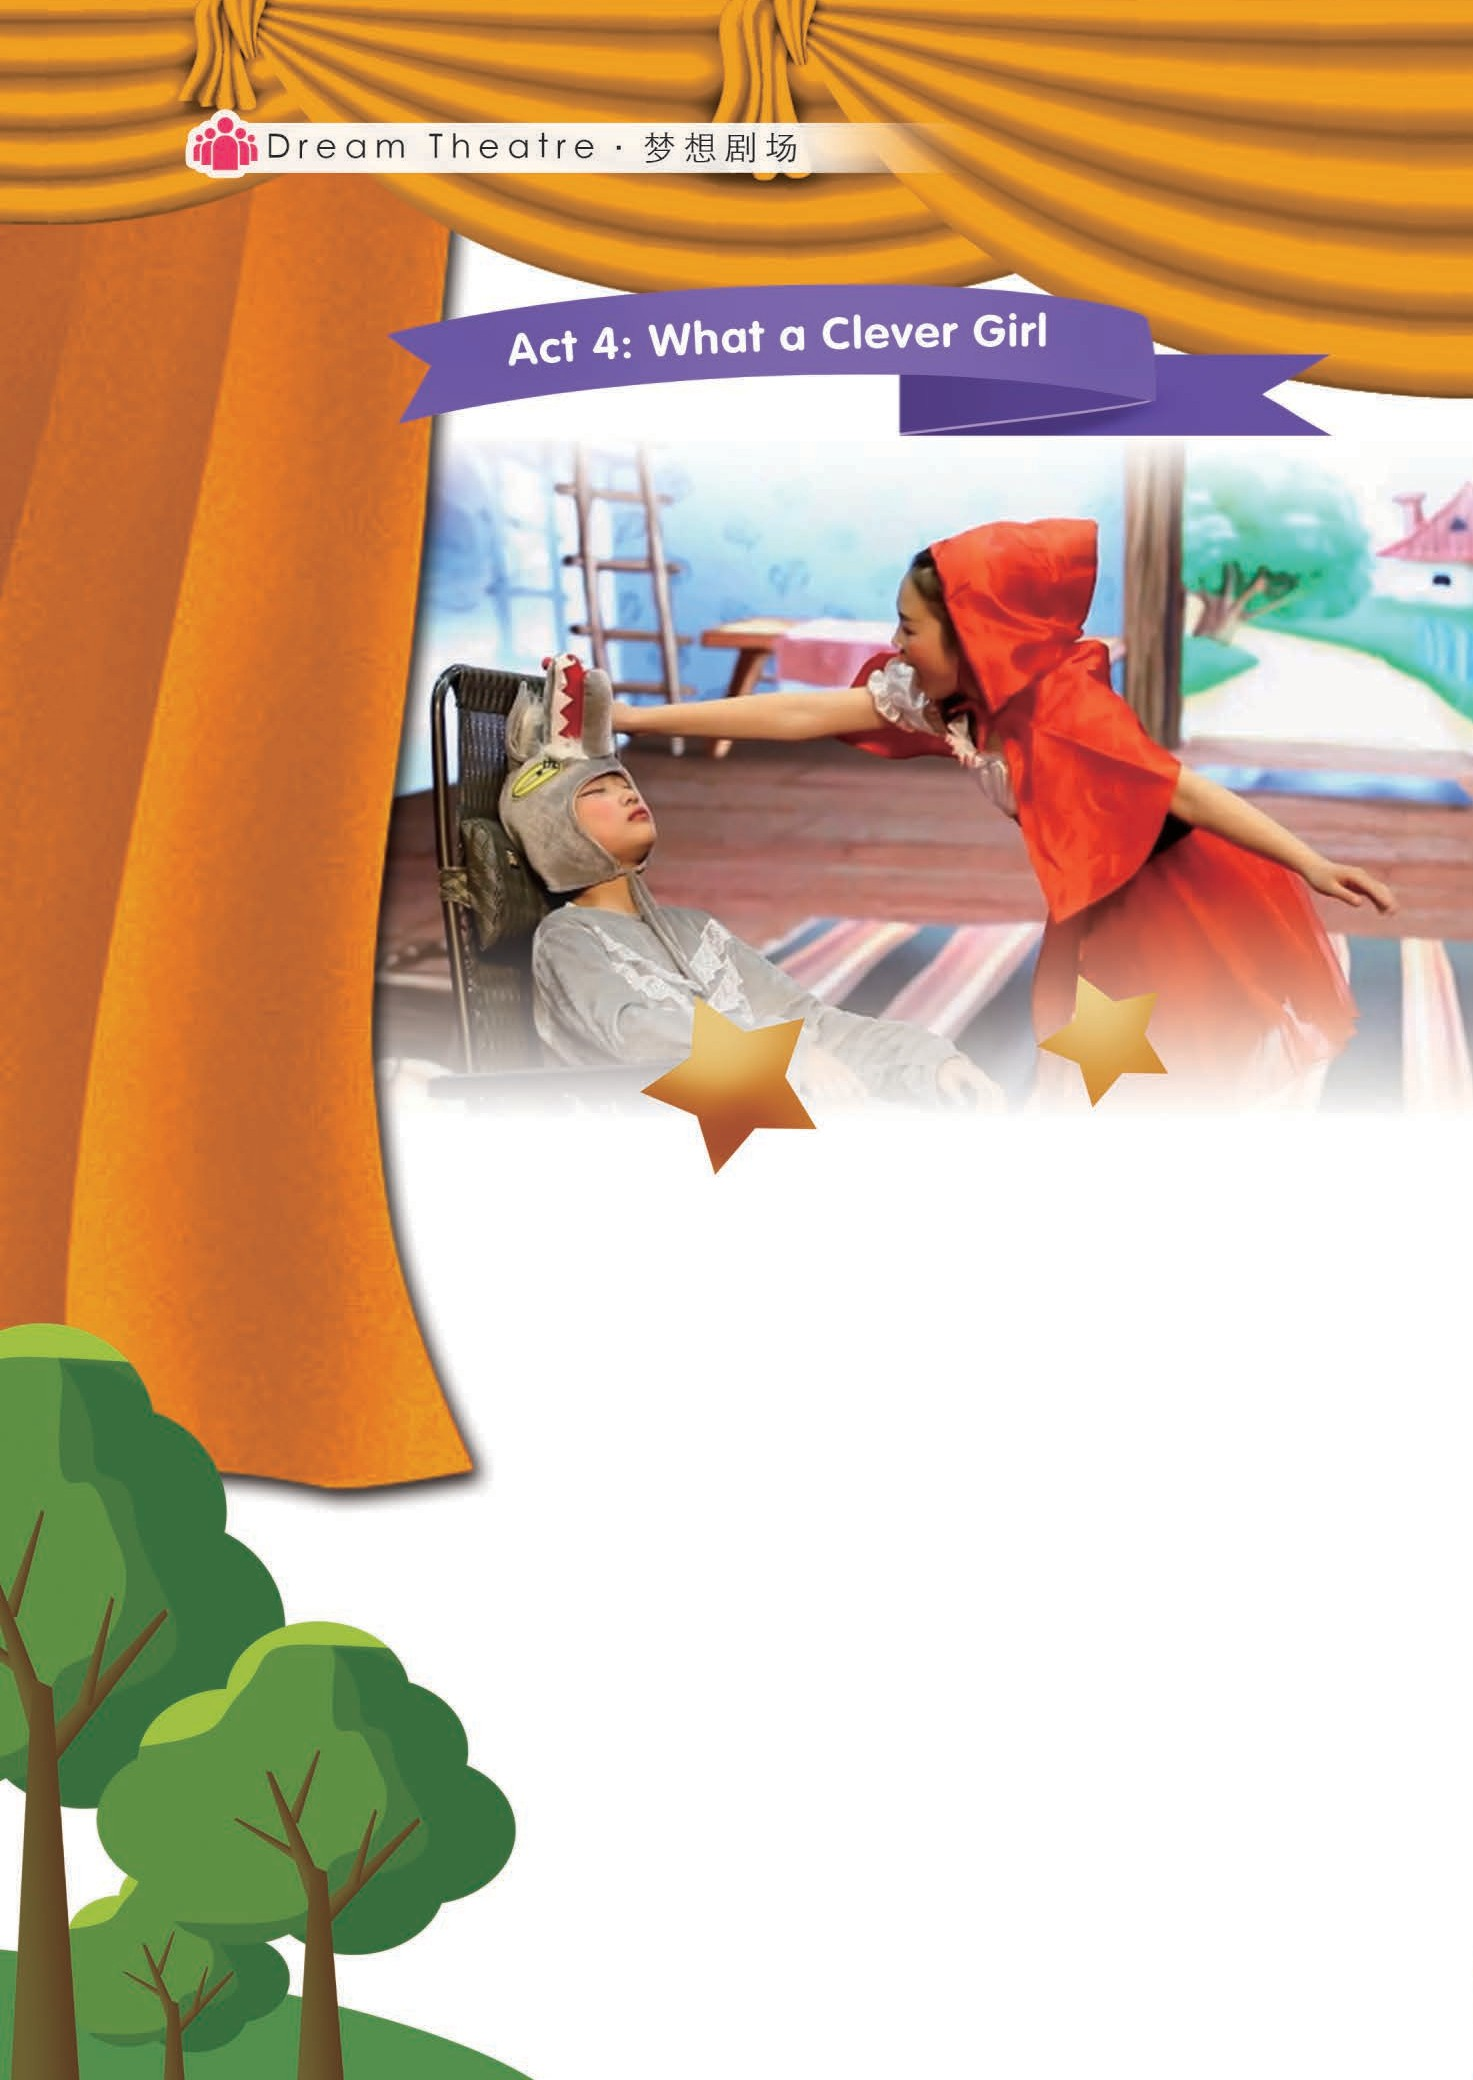 Dream Theatre · 梦想剧场
Act 4: What a Clever Girl